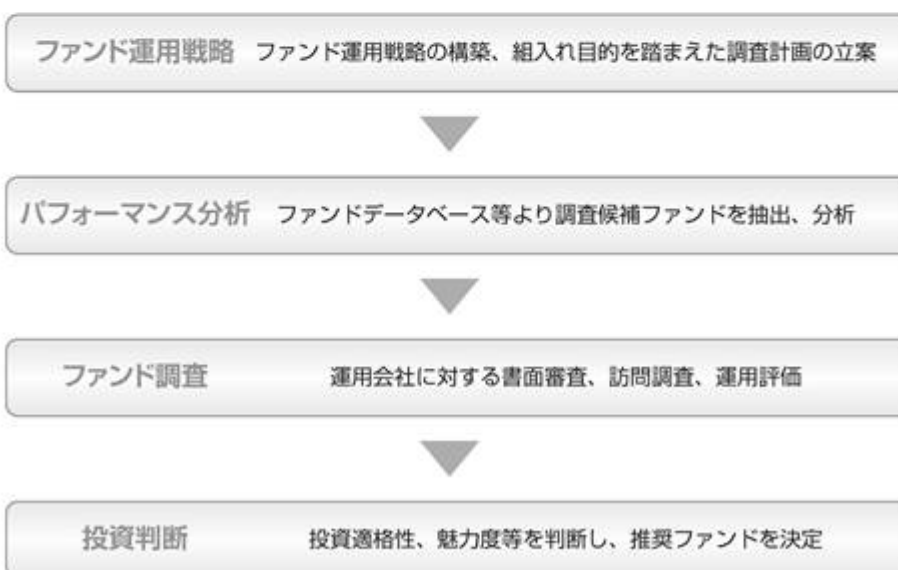 ファンド運用戦略 ファンド運用戦略の構築、組入れ目的を踏まえた調査計画の立案
パフォーマンス分析 ファンドデータベース等より調査候補ファンドを抽出、分析
ファンド調査 運用会社に対する書面審査、訪問調査、運用評価
投資判断 投資適格性、魅力度等を判断し、推奨ファンドを決定